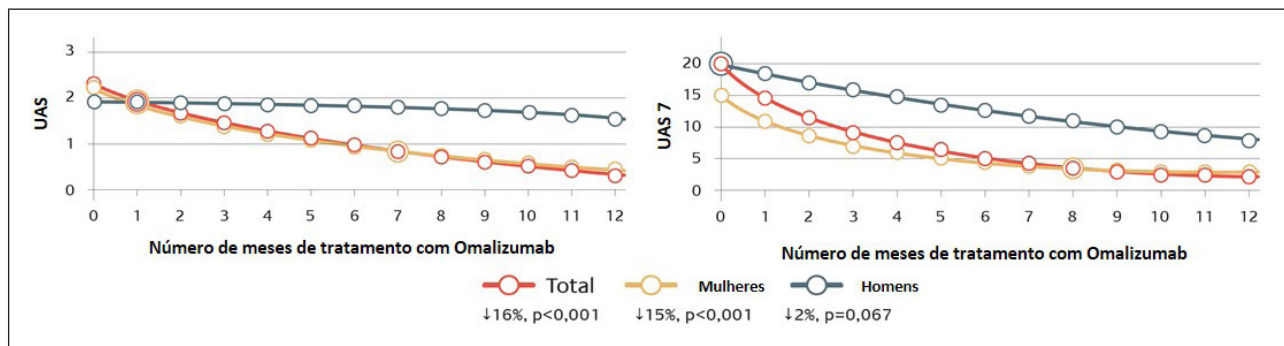 3
2
1
0
UAS
0 1 2 3 4 5 6 7 8 9 10 11 12
Número de meses de tratamento com Omalizumab
20
15
10
5
0
UAS 7
0 1 2 3 4 5 6 7 8 9 10 11 12
Número de meses de tratamento com Omalizumab
Total Mulheres Homens
↓16%, p<0,001 ↓15%, p<0,001 ↓2%, p=0,067